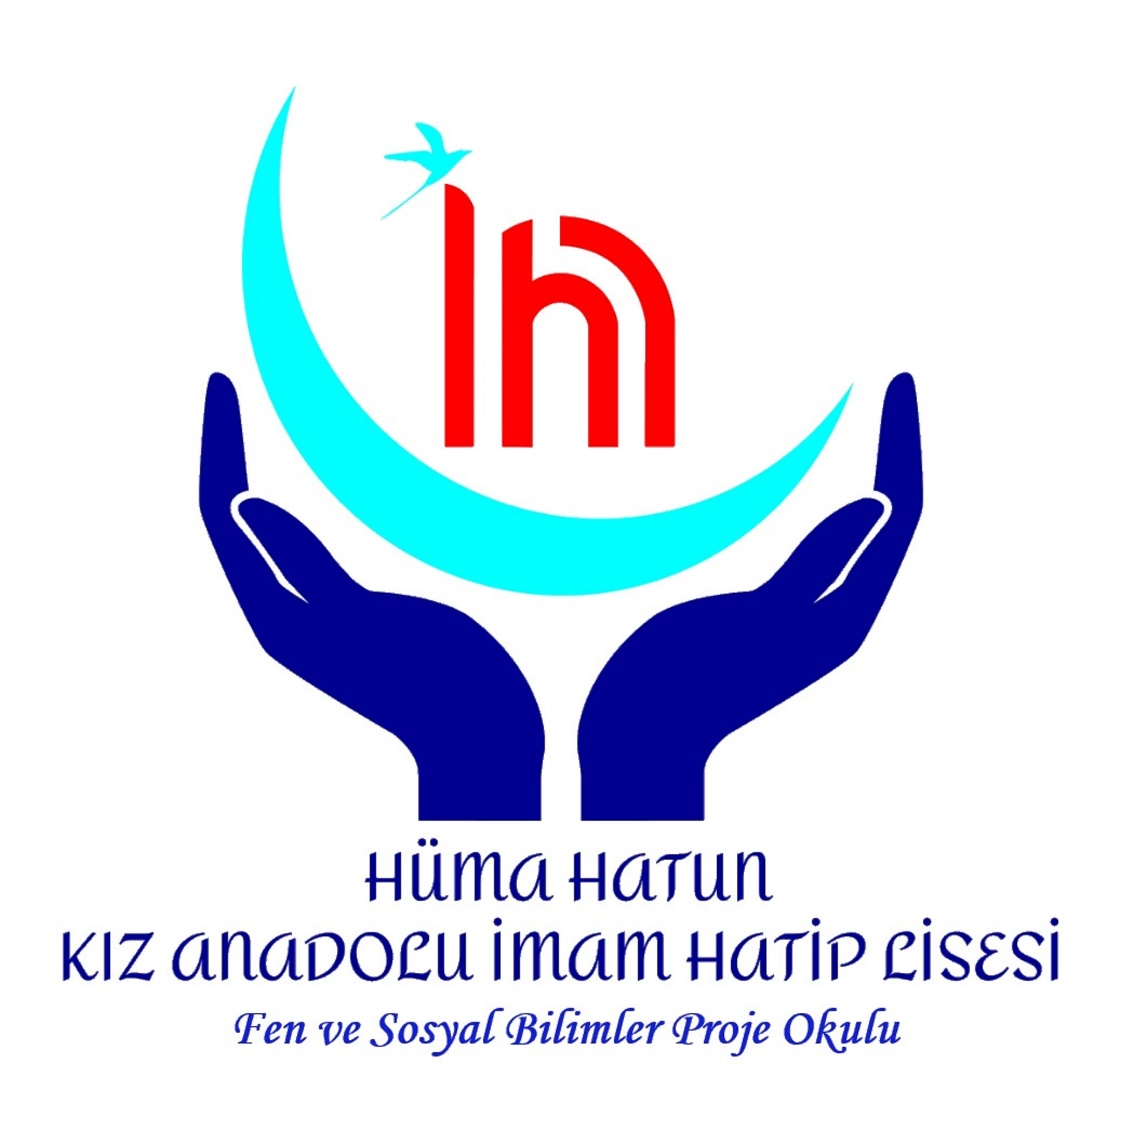 HÜMA HATUN
KIZ ANADOLU İMAM HATİP LİSESİ
Fen ve Sosyal Bilimler Proje Okulu